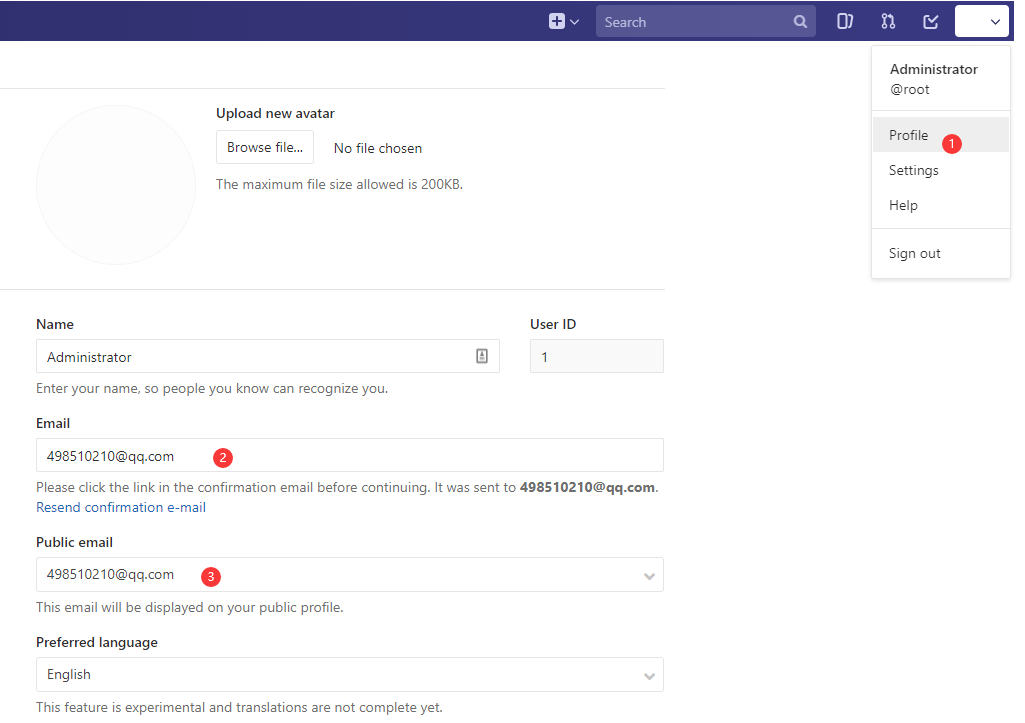 Search
Administrator
@root
Profile
1
Settings
Help
Sign out
Upload new avatar
Browse file... No file chosen
The maximum file size allowed is 200KB.
Name User ID
Administrator 1
Enter your name, so people you know can recognize you.
Email
498510210@qq.com 2
Please click the link in the confirmation email before continuing. It was sent to 498510210@qq.com.
Resend confirmation e-mail
Public email
498510210@qq.com 3
This email will be displayed on your public profile.
Preferred language
English
This feature is experimental and translations are not complete yet.